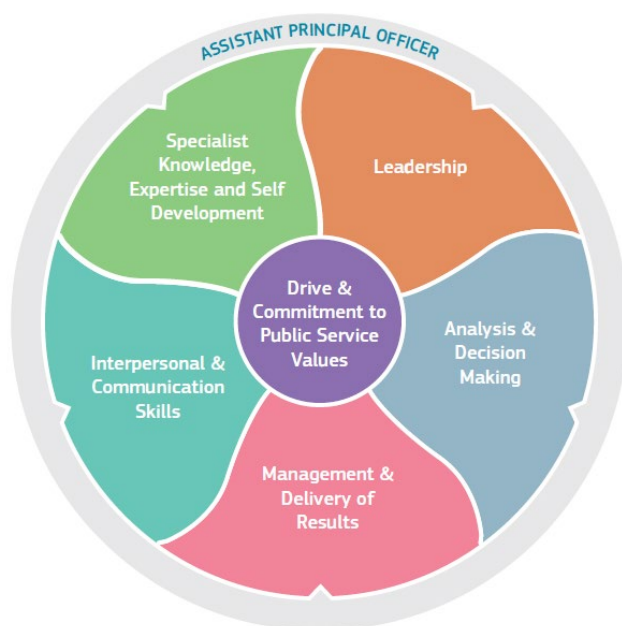 ASSISTANT PRINCIPAL OFFICER
Specialist
Knowledge,
Expertise and Self
Development
Leadership
Drive &
Commitment to
Public Service
Values
Analysis &
Decision
Making
Interpersonal &
Communication
Skills
Management &
Delivery of
Results